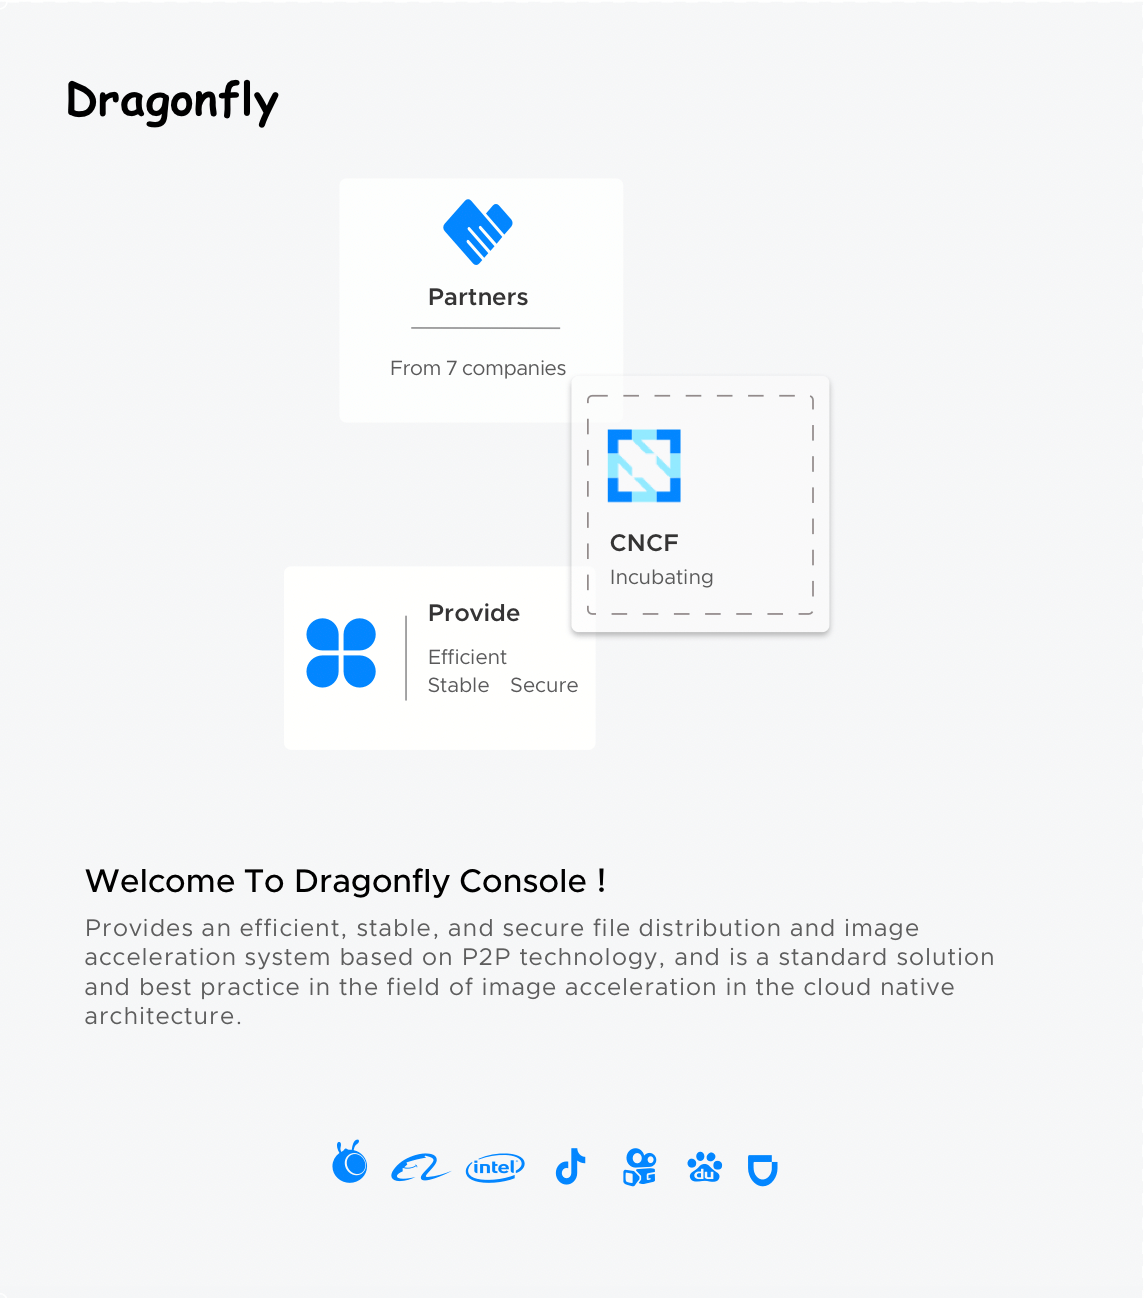 Dragonfly
Partners
From 7 companies
CNCF
Incubating
Provide
Efficient
Stable Secure
Welcome To Dragonfly Console !
Provides an efficient, stable, and secure file distribution and image
acceleration system based on P2P technology, and is a standard solution
and best practice in the field of image acceleration in the cloud native
architecture.
intel
du